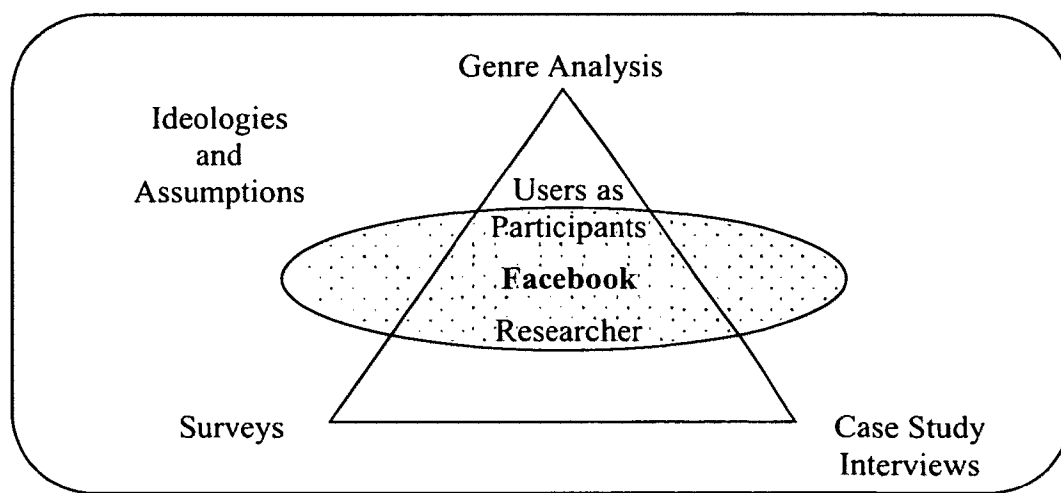 Genre Analysis
Ideologies
and
Assumptions
Users as
Participants
Facebook
Researcher
Surveys
Case Study
Interviews